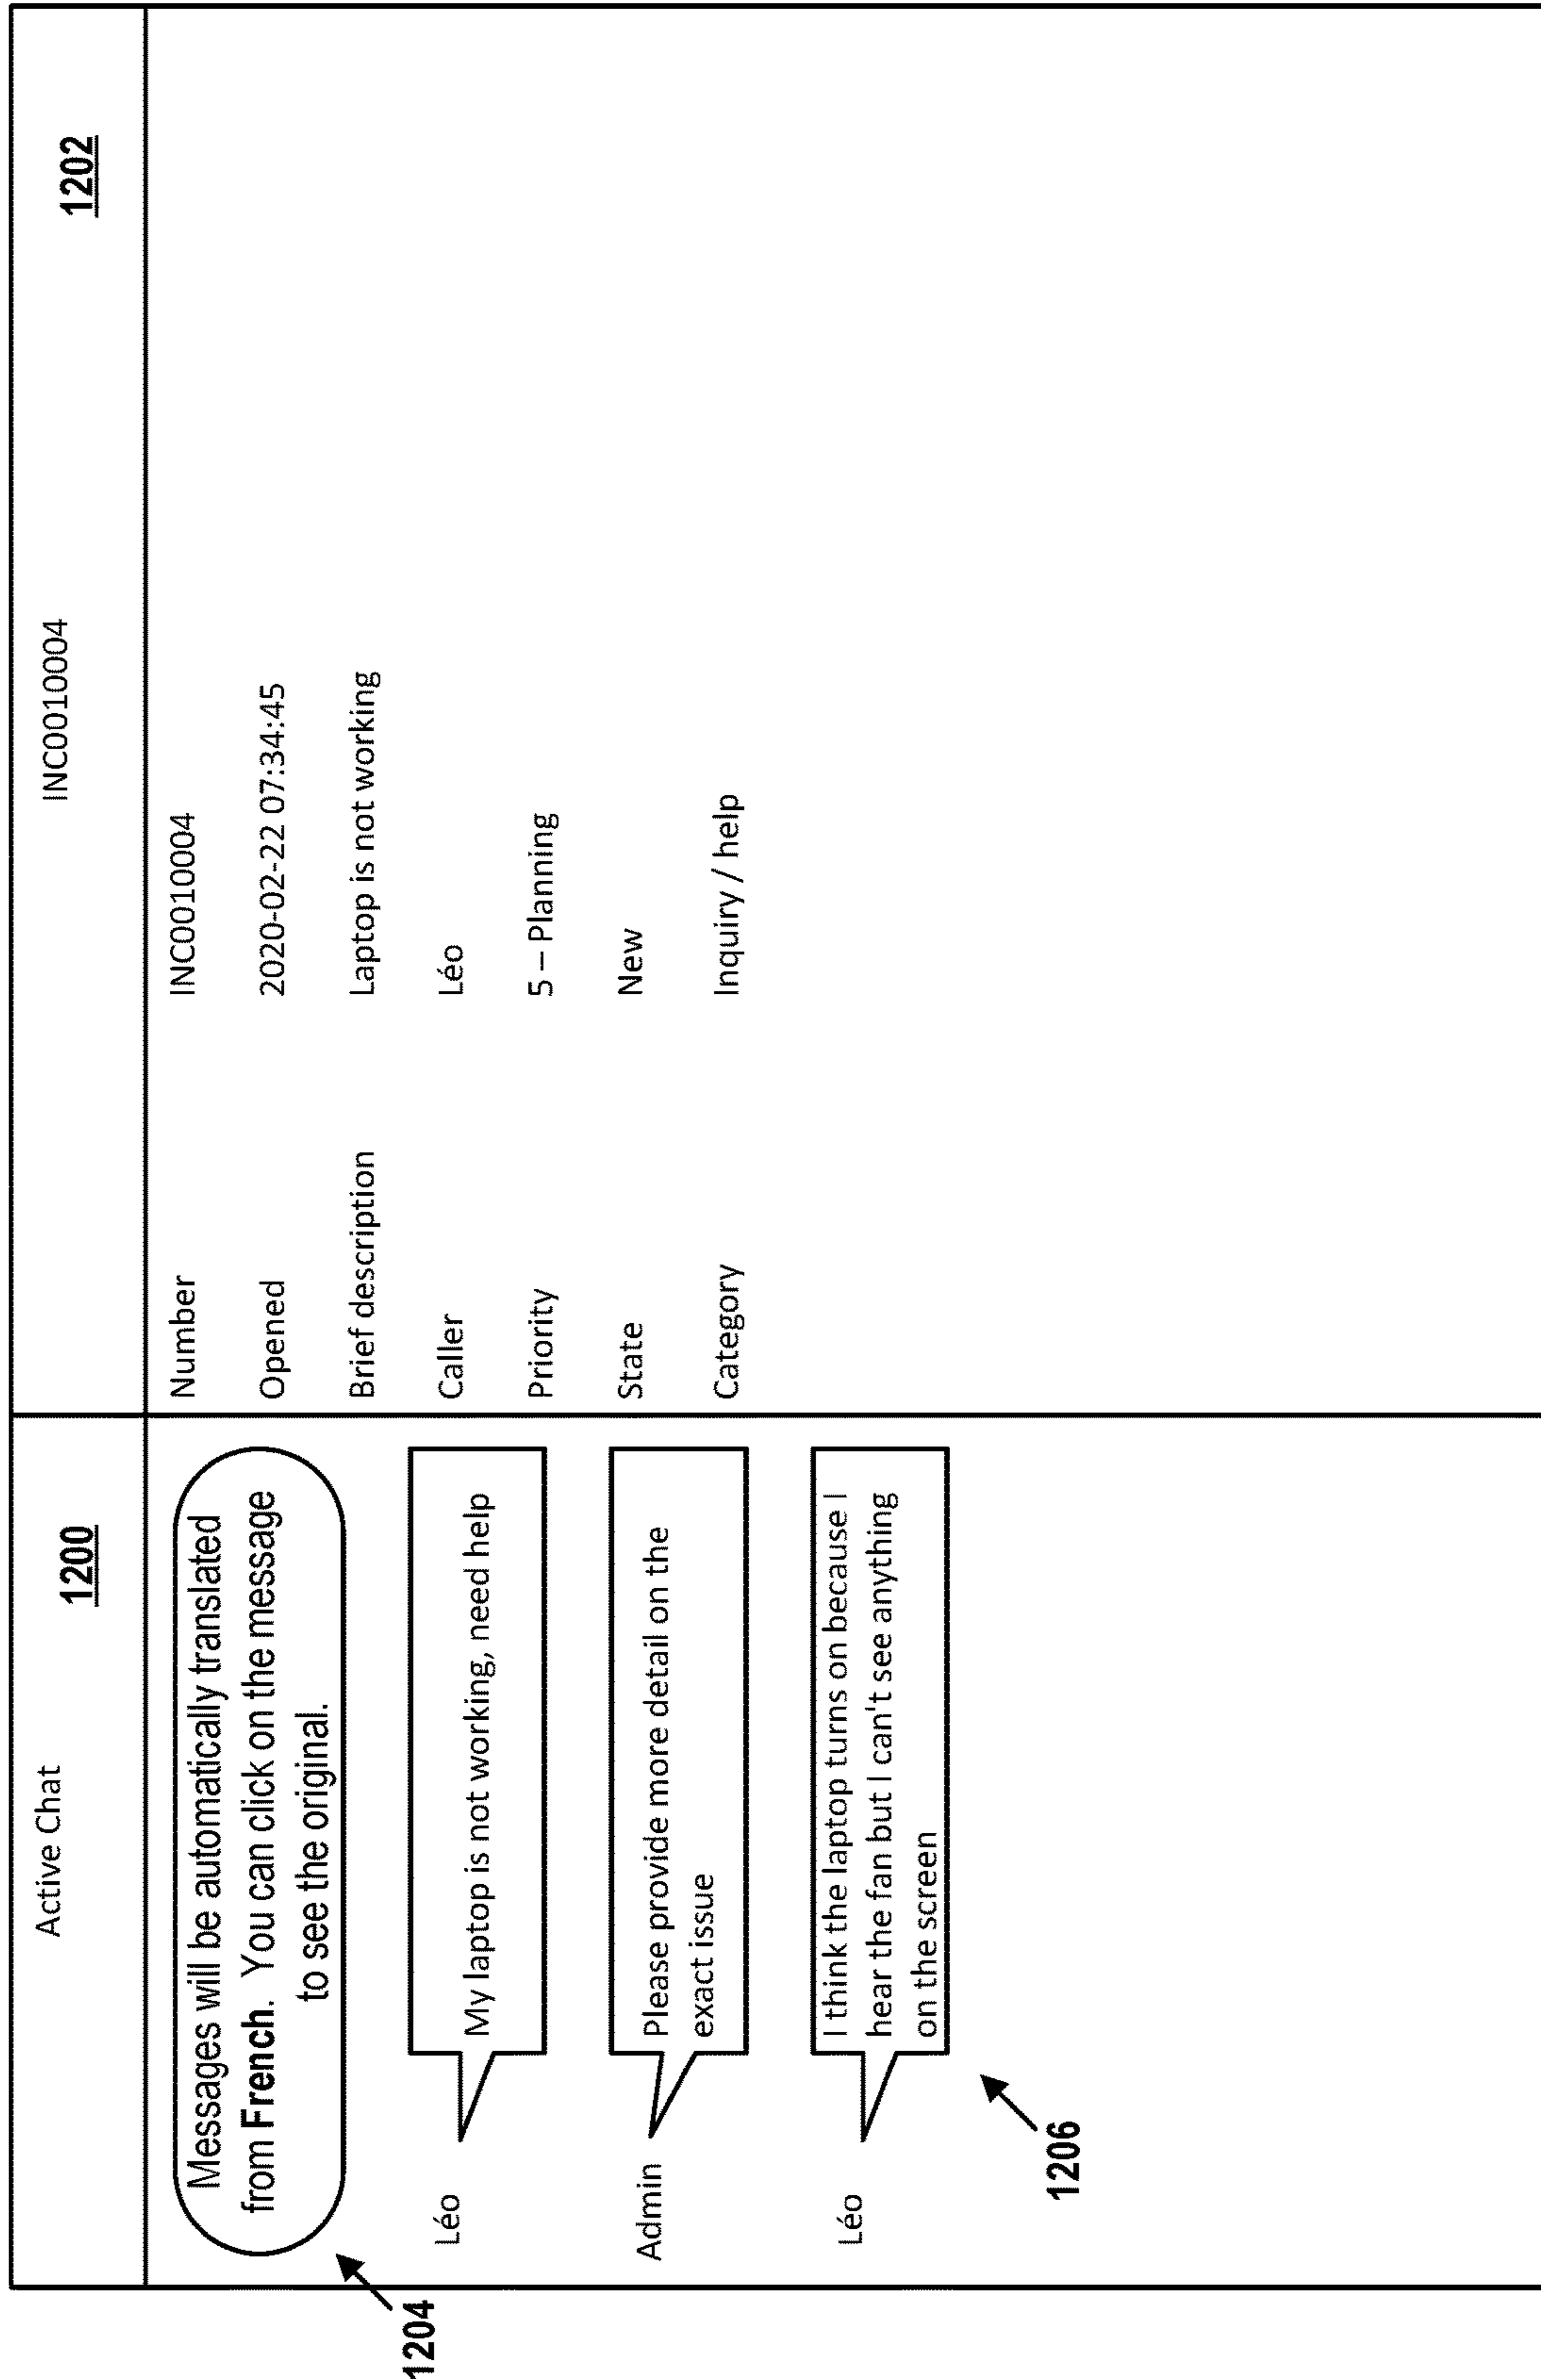 Active Chat
1200
Messages will be automatically translated
from French. You can click on the message
to see the original.
1204
Léo
My laptop is not working, need help
Admin
Please provide more detail on the
exact issue
Léo
I think the laptop turns on because I
hear the fan but I can't see anything
on the screen
1206
INC0010004
1202
Number INC0010004
Opened 2020-02-22 07:34:45
Brief description Laptop is not working
Caller Léo
Priority 5 – Planning
State New
Category Inquiry / help